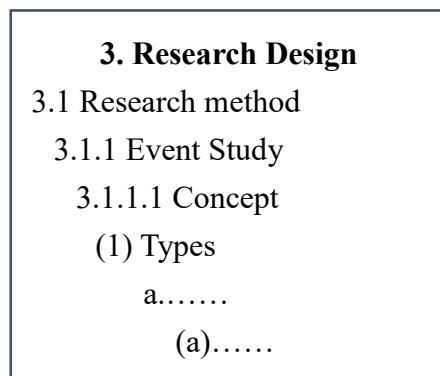 3. Research Design
3.1 Research method
3.1.1 Event Study
3.1.1.1 Concept
(1) Types
a.……
(a)……